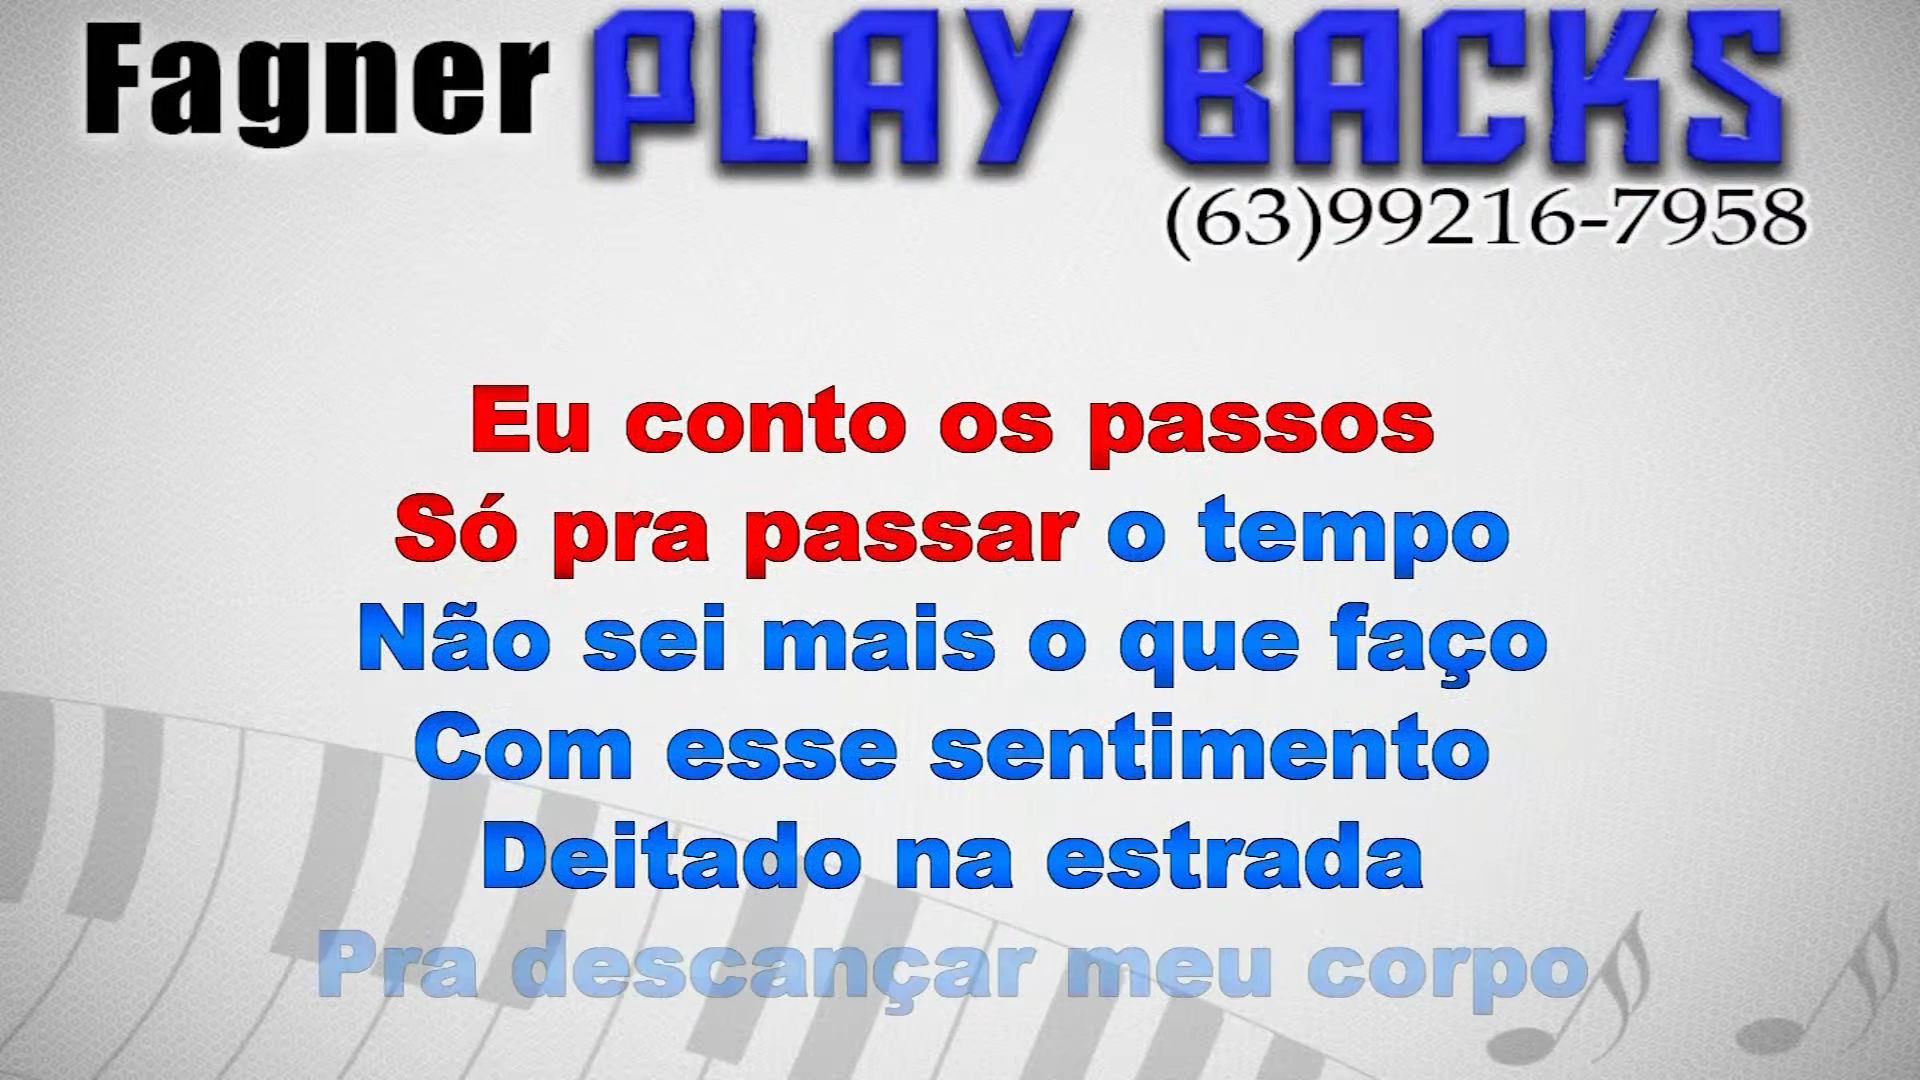 Fagner PLAY BACKS
(63)99216-7958
Eu conto os passos
Só pra passar o tempo
Não sei mais o que faço
Com esse sentimento
Deitado na estrada
Pra descançar meu corpo